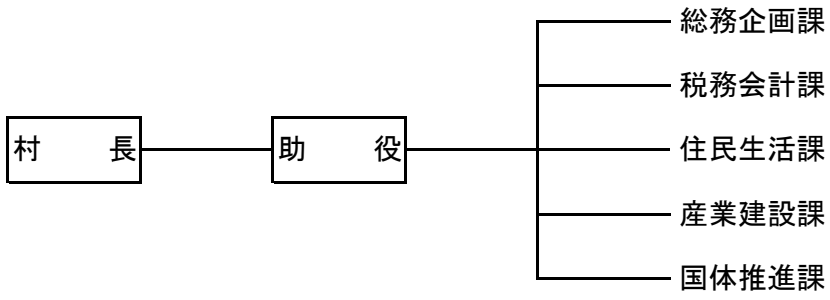 村　　長
助　　役
総務企画課
税務会計課
住民生活課
産業建設課
国体推進課